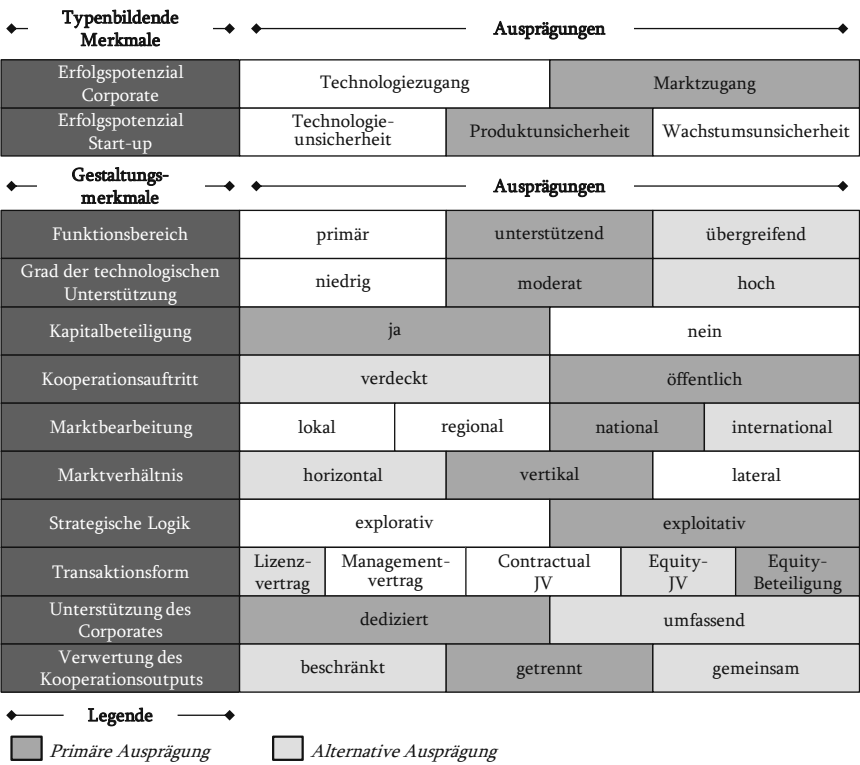 Typenbildende
Merkmale
Ausprägungen
Erfolgspotenzial
Corporate
Technologiezugang
Marktzugang
Erfolgspotenzial
Start-up
Technologie-
unsicherheit
Produktunsicherheit
Wachstumsunsicherheit
Gestaltungs-
merkmale
Ausprägungen
Funktionsbereich
primär
unterstützend
übergreifend
Grad der technologischen
Unterstützung
niedrig
moderat
hoch
Kapitalbeteiligung
ja
nein
Kooperationsauftritt
verdeckt
öffentlich
Marktbearbeitung
lokal
regional
national
international
Marktverhältnis
horizontal
vertikal
lateral
Strategische Logik
explorativ
exploitativ
Transaktionsform
Lizenz-
vertrag
Management-
vertrag
Contractual
JV
Equity-
JV
Equity-
Beteiligung
Unterstützung des
Corporates
dediziert
umfassend
Verwertung des
Kooperationsoutputs
beschränkt
getrennt
gemeinsam
Legende
Primäre Ausprägung
Alternative Ausprägung